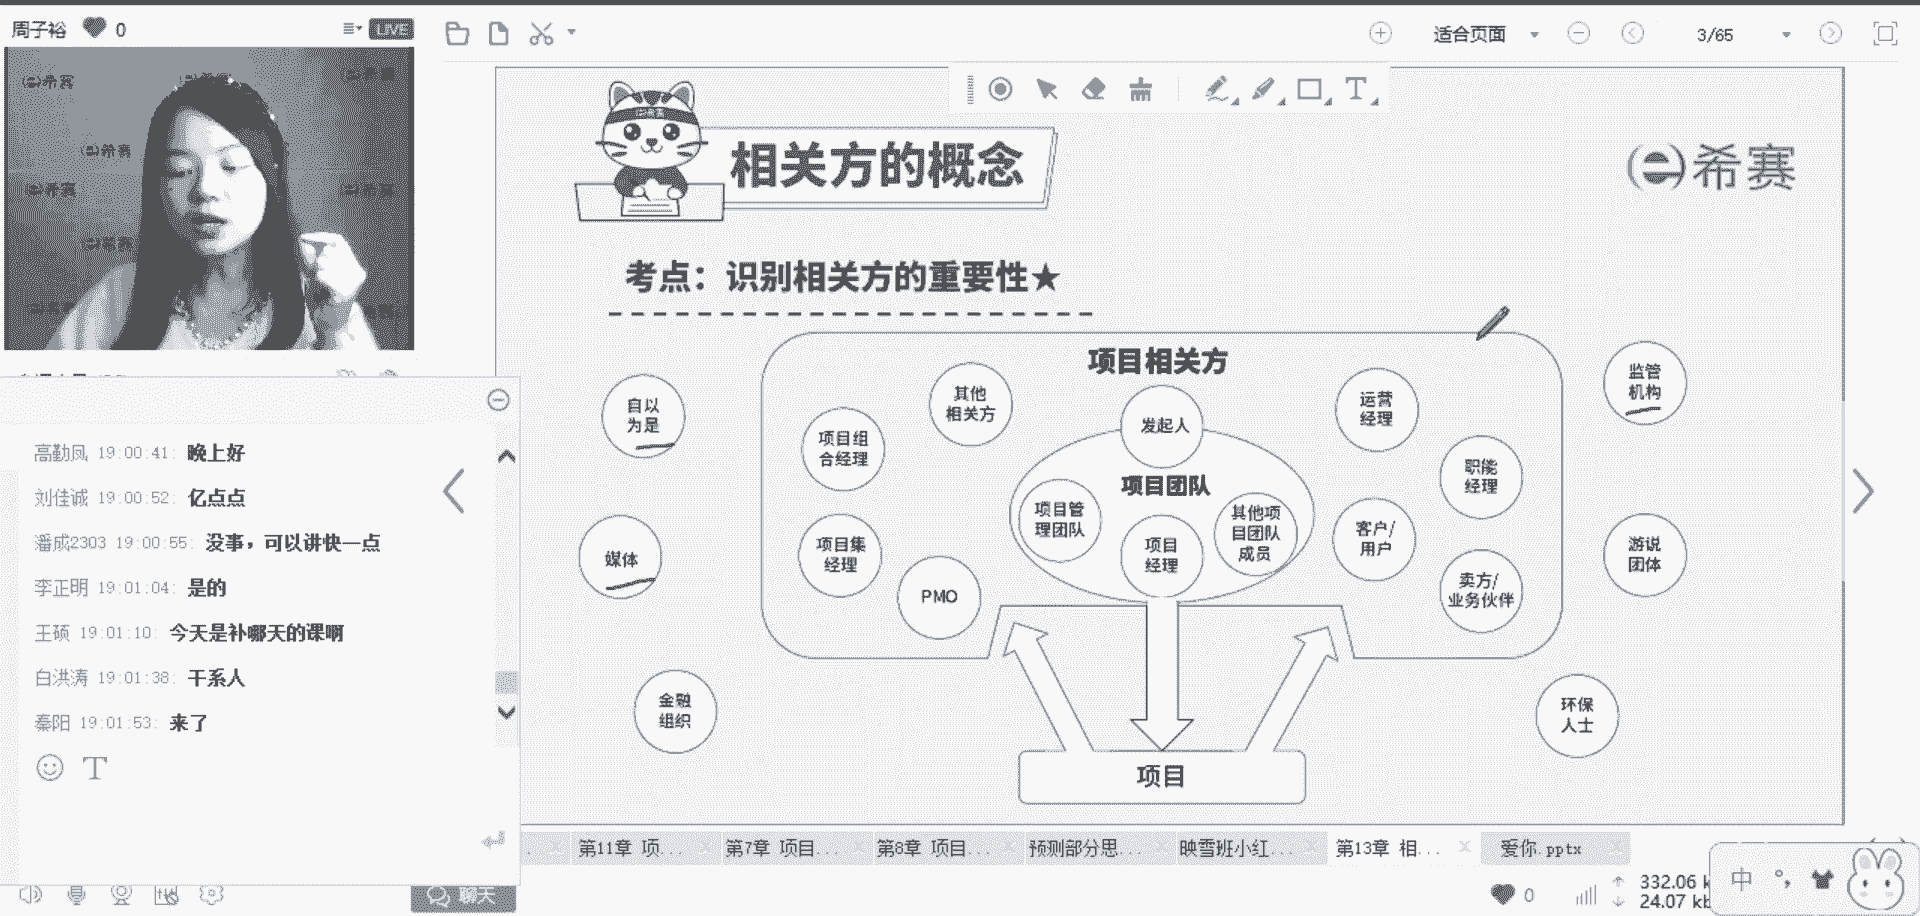 周子裕
0
LIVE
适合页面
3/65
希赛
相关方的概念
希赛
考点：识别相关方的重要性★
项目相关方
自以
为是
其他
相关方
发起人
运营
经理
监管
机构
项目组
合经理
职能
经理
项目团队
项目管
理团队
项目
经理
其他项
目团队
成员
客户/
用户
项目集
经理
媒体
PMO
卖方/
业务伙伴
游说
团体
金融
组织
环保
人士
项目
高勤凤 19:00:41: 晚上好
刘佳诚 19:00:52: 亿点点
潘成2303 19:00:55: 没事，可以讲快一点
李正明 19:01:04: 是的
王硕 19:01:10: 今天是补哪天的课啊
白洪涛 19:01:38: 干系人
秦阳 19:01:53: 来了
第11章 项...
第7章 项目...
第8章 项目...
预测部分思...
映雪班小红...
第13章 相...
爱你.pptx
聊天
0
332.06 k
24.07 kb
中